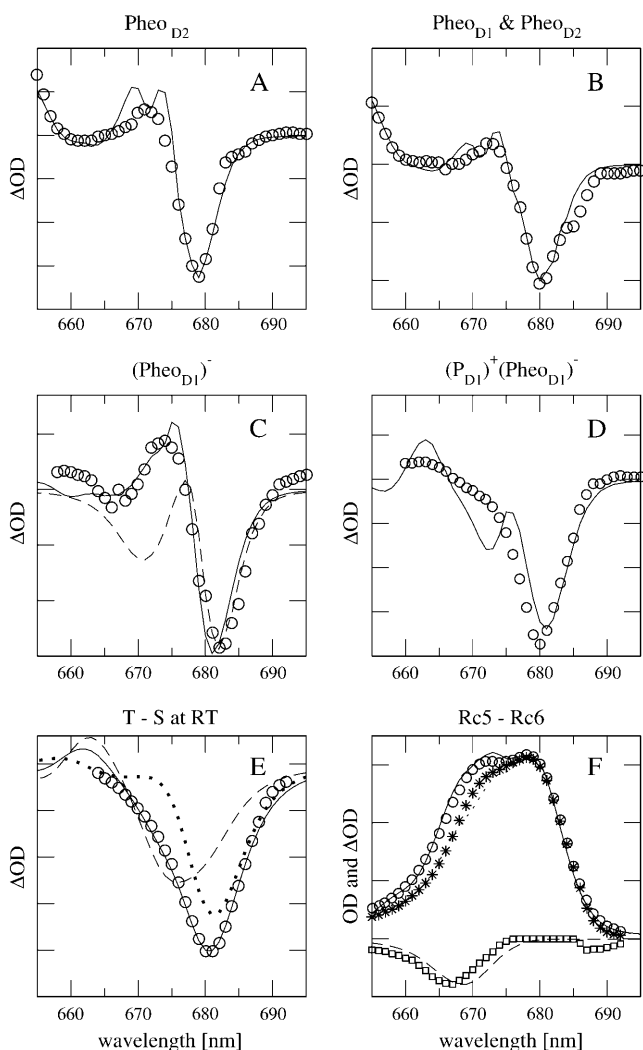 Pheo D2
Pheo D1 & Pheo D2
A
B
ΔOD
ΔOD
660 670 680 690
660 670 680 690
(Pheo D1)-
(P D1)+(Pheo D1)-
C
D
ΔOD
ΔOD
660 670 680 690
660 670 680 690
T - S at RT
Rc5 - Rc6
E
F
ΔOD
OD and ΔOD
660 670 680 690
660 670 680 690
wavelength [nm]
wavelength [nm]